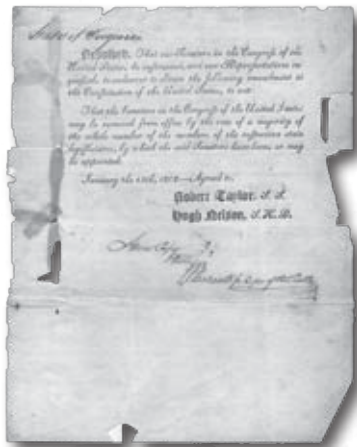 State of Virginia
Resolved, That our Senators in the Congress of the
United States, be instructed, and our Representatives re-
quested, to endeavor to obtain the following amendment to
the Constitution of the United States, to wit:
That the Senators in the Congress of the United States
may be removed from office by the vote of a majority of
the whole number of the members of the respective state
legislatures, by which the said Senators have been, or may
be appointed.
January the 13th, 1808—Agreed to.
Robert Taylor, S. S.
Hugh Nelson, S. H. D.